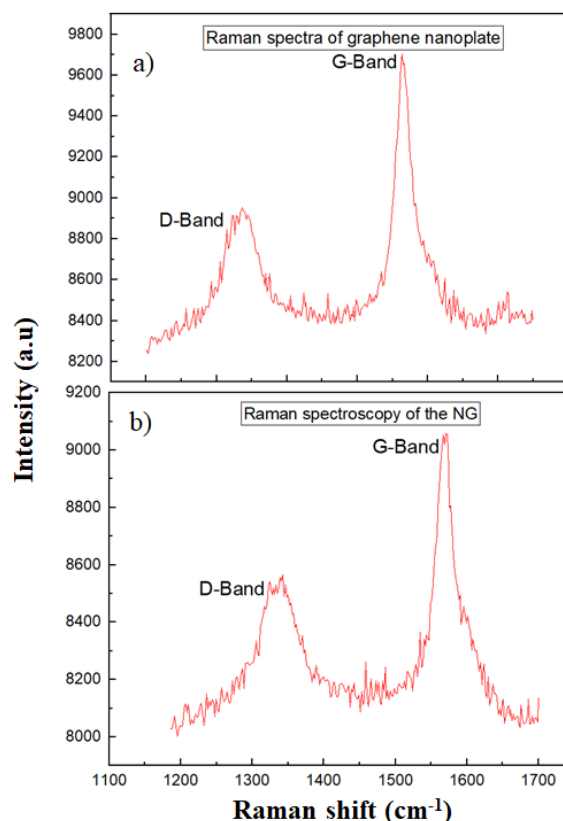 Raman spectra of graphene nanoplate
a)
G-Band
D-Band
9800
9600
9400
9200
9000
8800
8600
8400
8200
Intensity (a.u)
Raman spectroscopy of the NG
b)
G-Band
D-Band
9200
9000
8800
8600
8400
8200
8000
1100 1200 1300 1400 1500 1600 1700
Raman shift (cm⁻¹)